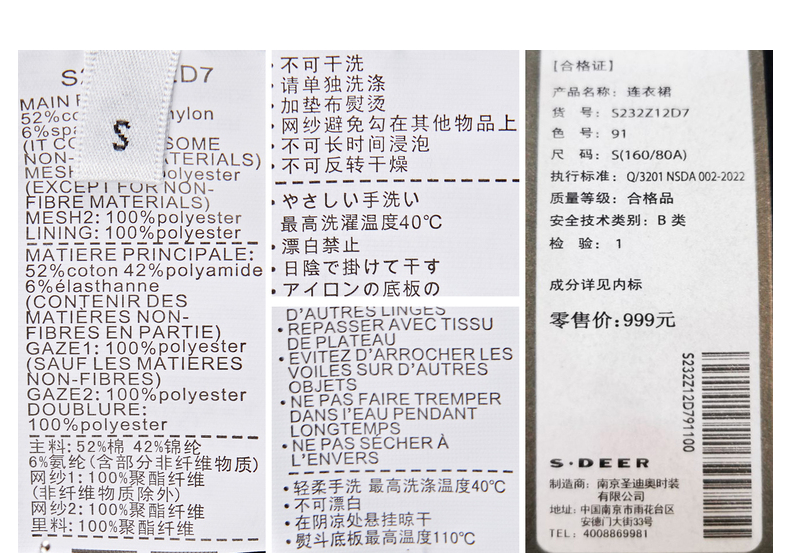 S2 D7
S
MAIN F
52%co nylon
6%spa
(IT CO SOME
NON- ATERIALS)
MESH polyester
(EXCEPT FOR NON-
FIBRE MATERIALS)
MESH2: 100%polyester
LINING: 100%polyester
MATIERE PRINCIPALE:
52%coton 42%polyamide
6%élasthanne
(CONTENIR DES
MATIÈRES NON-
FIBRES EN PARTIE)
GAZE1: 100%polyester
(SAUF LES MATIÈRES
NON-FIBRES)
GAZE2: 100%polyester
DOUBLURE:
100%polyester
主料: 52%棉 42%锦纶
6%氨纶(含部分非纤维物质)
网纱1: 100%聚酯纤维
(非纤维物质除外)
网纱2: 100%聚酯纤维
里料: 100%聚酯纤维
·不可干洗
·请单独洗涤
·加垫布熨烫
·网纱避免勾在其他物品上
·不可长时间浸泡
·不可反转干燥
·やさしい手洗い
最高洗濯温度40℃
·漂白禁止
·日陰で掛けて干す
·アイロンの底板の
D'AUTRES LINGES
·REPASSER AVEC TISSU
DE PLATEAU
·EVITEZ D'ARROCHER LES
VOILES SUR D'AUTRES
OBJETS
·NE PAS FAIRE TREMPER
DANS l'EAU PENDANT
LONGTEMPS
·NE PAS SÉCHER À
L'ENVERS
·轻柔手洗 最高洗涤温度40℃
·不可漂白
·在阴凉处悬挂晾干
·熨斗底板最高温度110℃
【合格证】
产品名称: 连衣裙
货 号: S232Z12D7
色 号: 91
尺 码: S(160/80A)
执行标准: Q/3201 NSDA 002-2022
质量等级: 合格品
安全技术类别: B 类
检 验: 1
成分详见内标
零售价:999元
S232Z12D791100
S·DEER
制造商: 南京圣迪奥时装
有限公司
地址: 中国南京市雨花台区
安德门大街33号
TEL: 4008869981